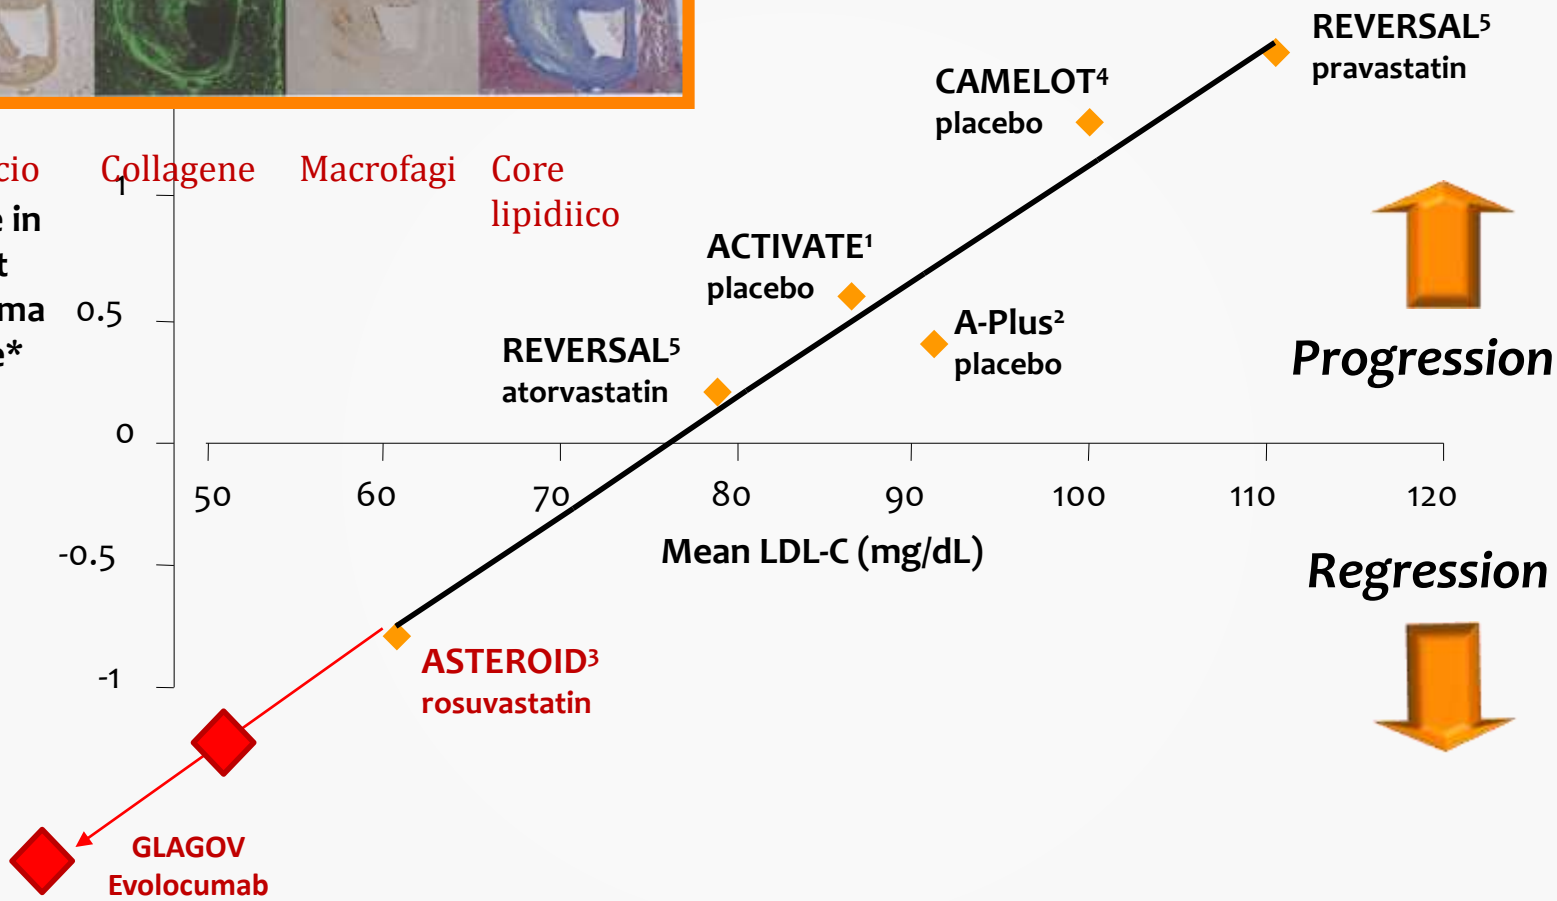 REVERSAL⁵
pravastatin
CAMELOT⁴
placebo
cio Collagene Macrofagi Core
lipidiico
1
e in
t
ma
e*
ACTIVATE¹
placebo
0.5
A-Plus²
placebo
REVERSAL⁵
atorvastatin
Progression
0
50 60 70 80 90 100 110 120
Mean LDL-C (mg/dL)
-0.5
Regression
ASTEROID³
rosuvastatin
-1
GLAGOV
Evolocumab